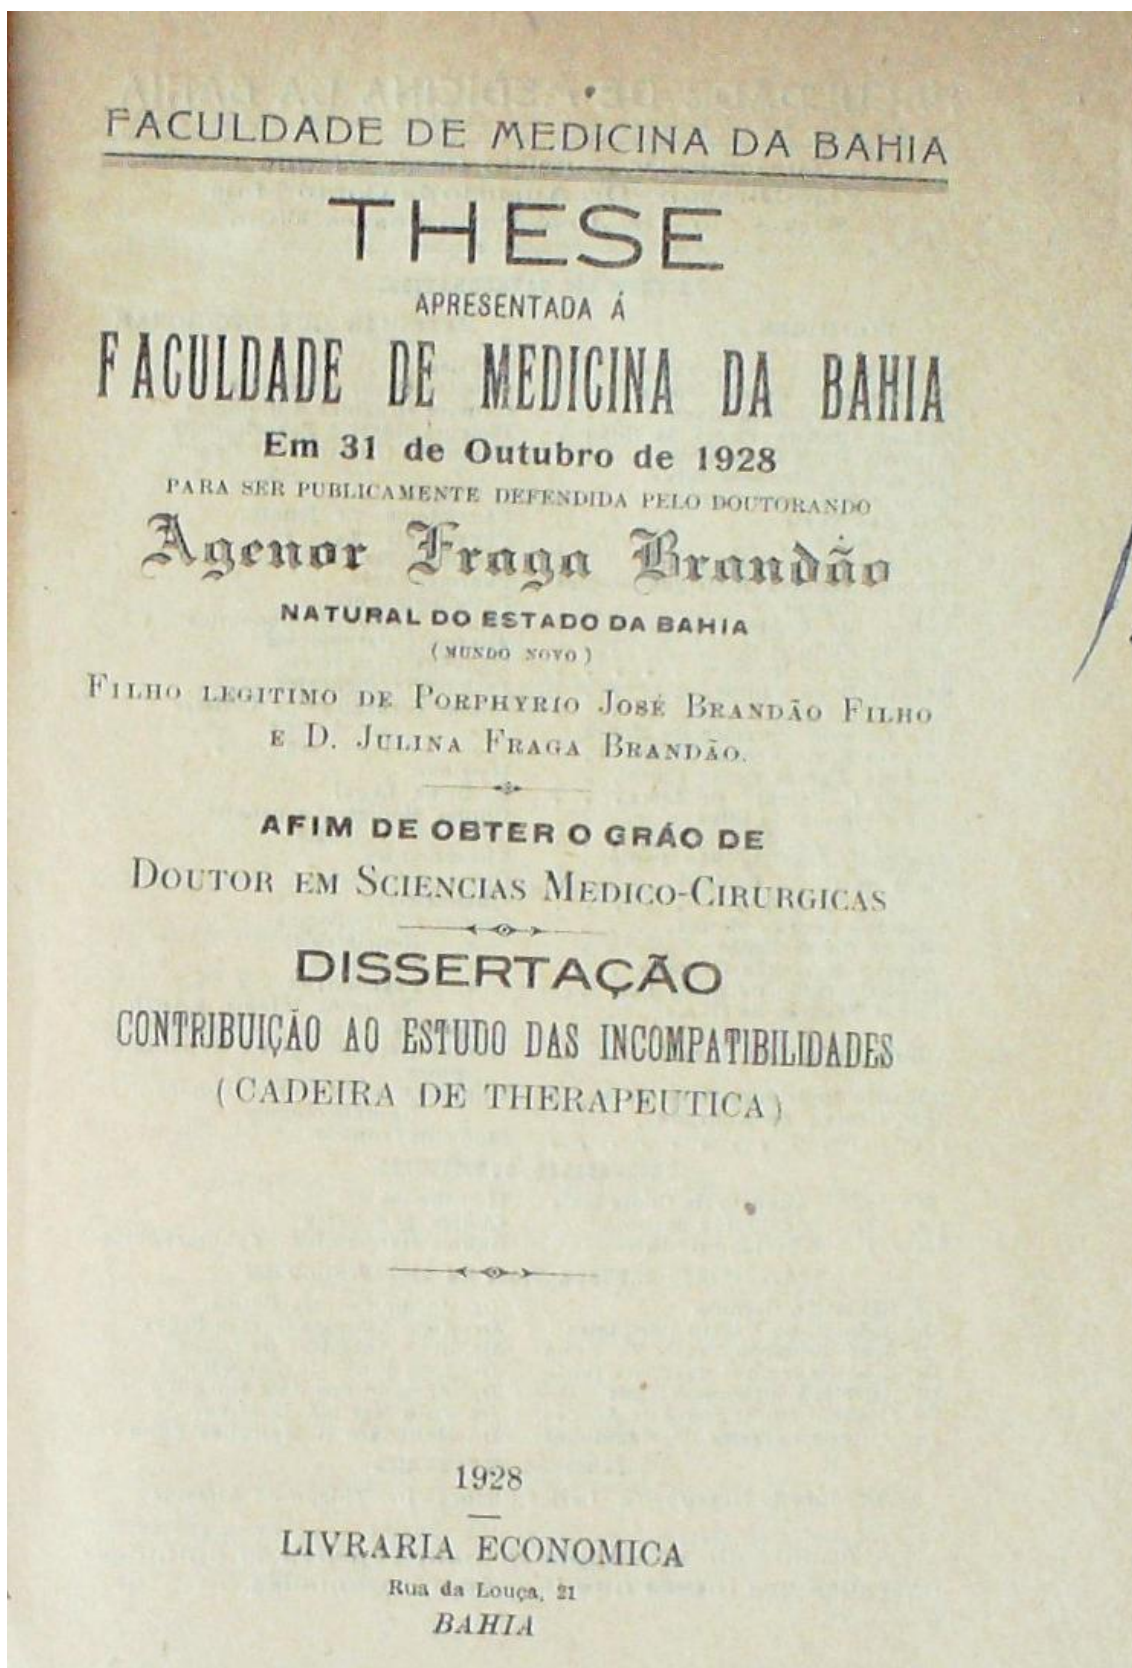 FACULDADE DE MEDICINA DA BAHIA
THESE
APRESENTADA Á
FACULDADE DE MEDICINA DA BAHIA
Em 31 de Outubro de 1928
PARA SER PUBLICAMENTE DEFENDIDA PELO DOUTORANDO
Agenor Fraga Brandão
NATURAL DO ESTADO DA BAHIA
(MUNDO NOVO)
FILHO LEGITIMO DE PORPHYRIO JOSÉ BRANDÃO FILHO
E D. JULINA FRAGA BRANDÃO.
AFIM DE OBTER O GRÁO DE
DOUTOR EM SCIENCIAS MEDICO-CIRURGICAS
DISSERTAÇÃO
CONTRIBUIÇÃO AO ESTUDO DAS INCOMPATIBILIDADES
(CADEIRA DE THERAPEUTICA)
1928
LIVRARIA ECONOMICA
Rua da Louça, 21
BAHIA